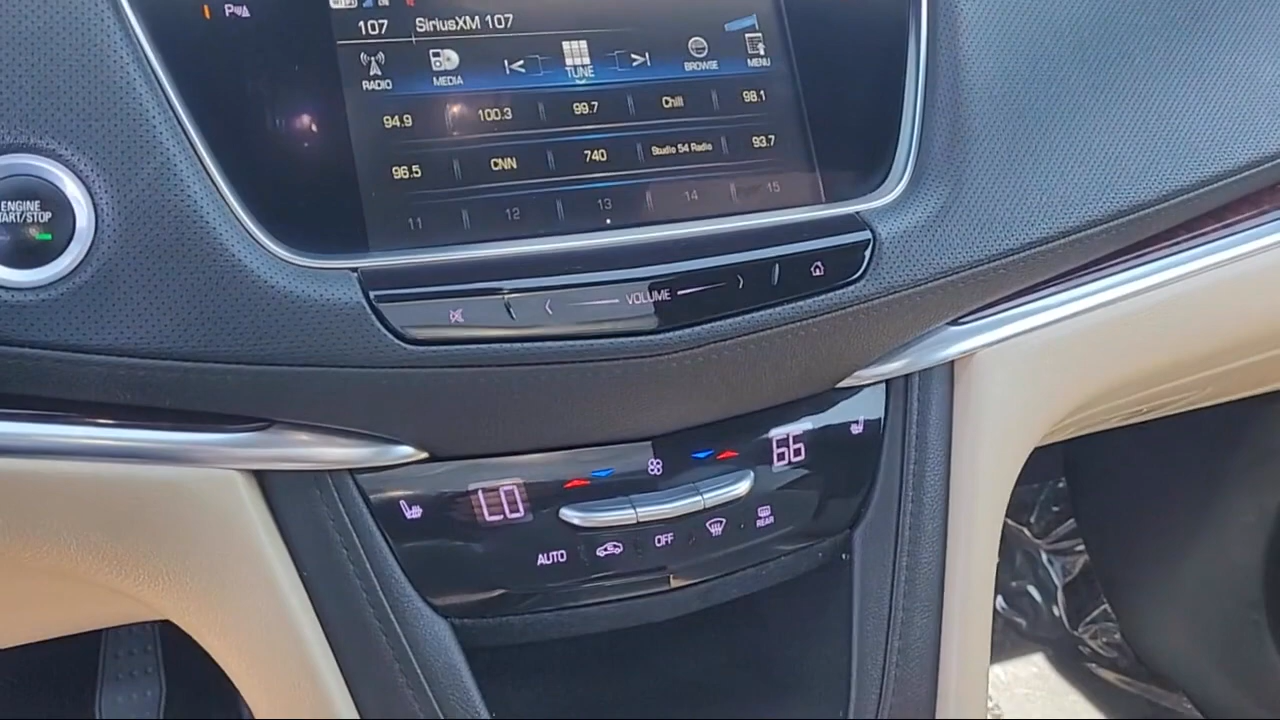 107 SiriusXM 107
RADIO MEDIA TUNE BROWSE MENU
94.9 100.3 99.7 Chill 98.1
96.5 CNN 740 Studio 54 Radio 93.7
11 12 13 14 15
ENGINE
START/STOP
VOLUME
LO 66
AUTO OFF REAR